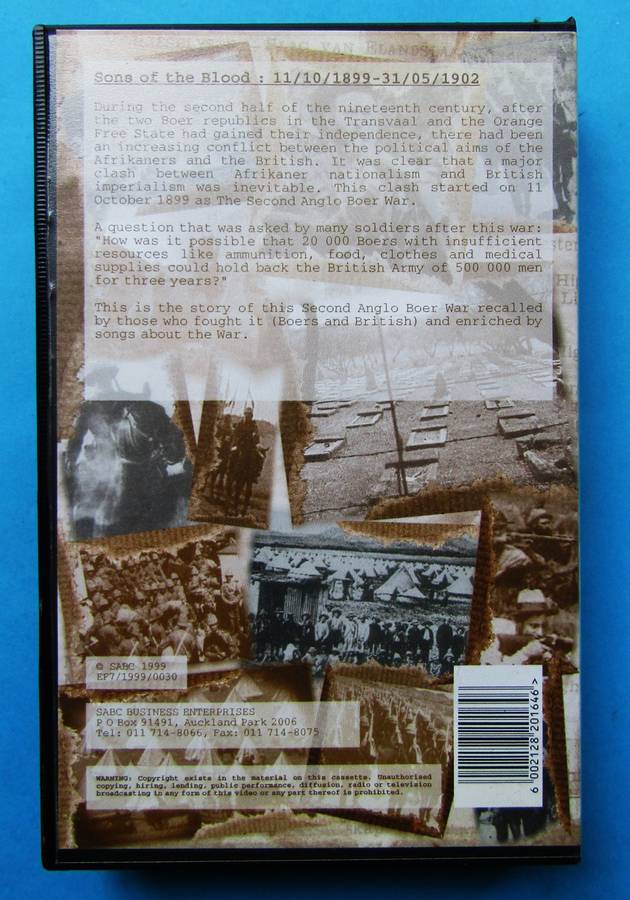 Sons of the Blood : 11/10/1899-31/05/1902
During the second half of the nineteenth century, after
the two Boer republics in the Transvaal and the Orange
Free State had gained their independence, there had been
an increasing conflict between the political aims of the
Afrikaners and the British. It was clear that a major
clash between Afrikaner nationalism and British
imperialism was inevitable. This clash started on 11
October 1899 as The Second Anglo Boer War.
A question that was asked by many soldiers after this war:
"How was it possible that 20 000 Boers with insufficient
resources like ammunition, food, clothes and medical
supplies could hold back the British Army of 500 000 men
for three years?"
This is the story of this Second Anglo Boer War recalled
by those who fought it (Boers and British) and enriched by
songs about the War.
© SABC 1999
EP7/1999/0030
SABC BUSINESS ENTERPRISES
P O Box 91491, Auckland Park 2006
Tel: 011 714-8066, Fax: 011 714-8075
WARNING: Copyright exists in the material on this cassette. Unauthorised
copying, hiring, lending, public performance, diffusion, radio or television
broadcasting in any form of this video or any part thereof is prohibited.
6 002128 201646 >